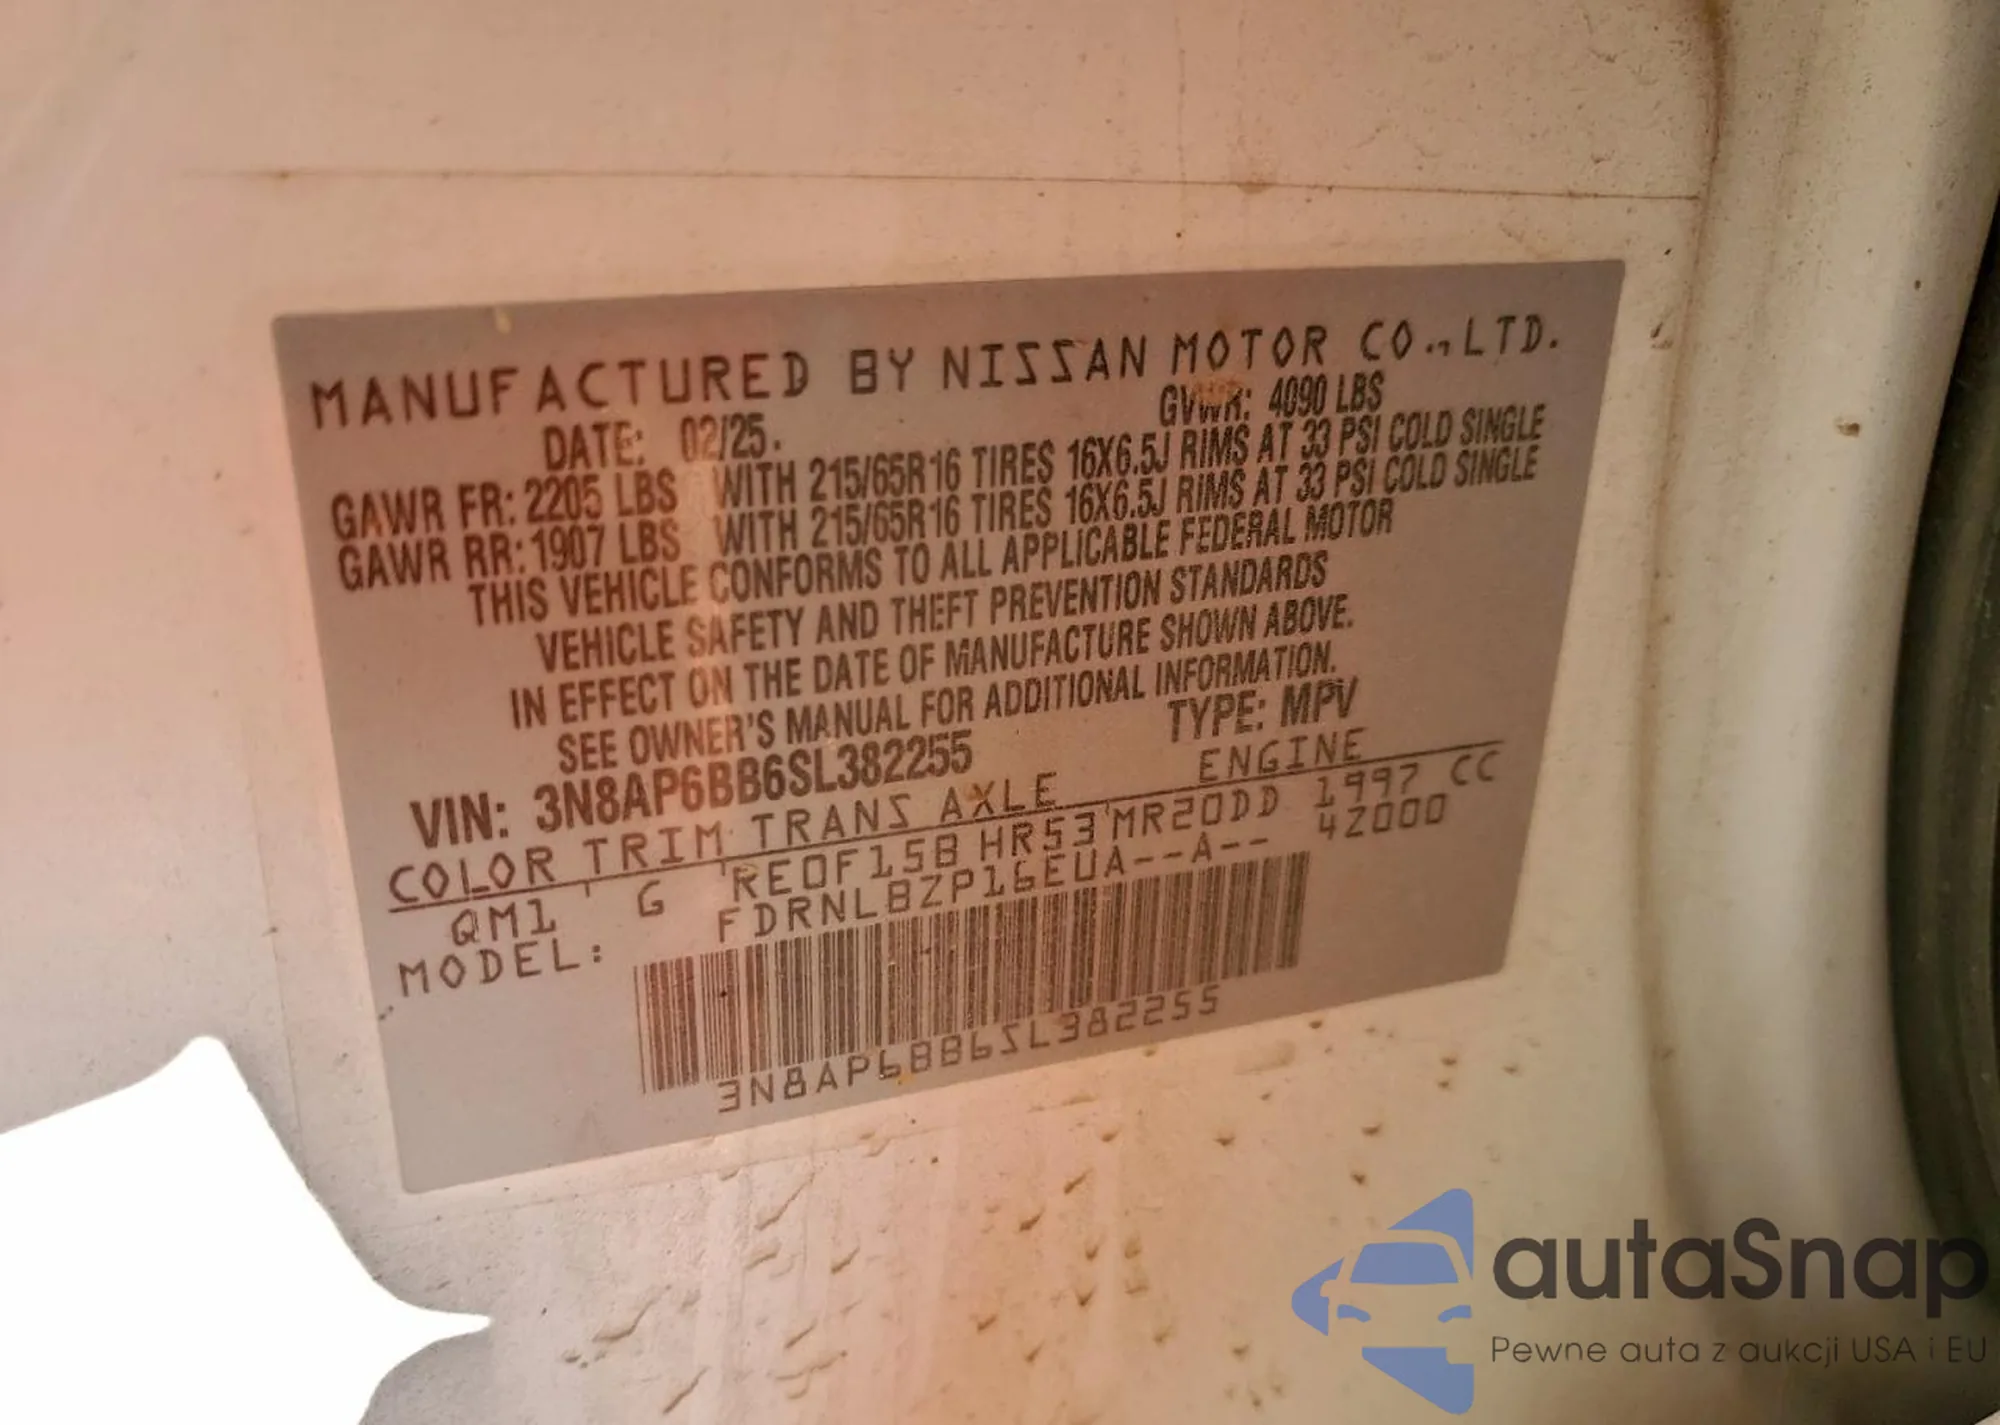 MANUFACTURED BY NISSAN MOTOR CO., LTD.
DATE: 02/25. GVWR: 4090 LBS
GAWR FR: 2205 LBS WITH 215/65R16 TIRES 16X6.5J RIMS AT 33 PSI COLD SINGLE
GAWR RR: 1907 LBS WITH 215/65R16 TIRES 16X6.5J RIMS AT 33 PSI COLD SINGLE
THIS VEHICLE CONFORMS TO ALL APPLICABLE FEDERAL MOTOR
VEHICLE SAFETY AND THEFT PREVENTION STANDARDS
IN EFFECT ON THE DATE OF MANUFACTURE SHOWN ABOVE.
SEE OWNER'S MANUAL FOR ADDITIONAL INFORMATION.
VIN: 3N8AP6BB6SL382255 TYPE: MPV
COLOR TRIM TRANS AXLE ENGINE
QM1 G RE0F15B HR53 MR20DD 1997 CC
MODEL: FDRNLBZP16EUA--A-- 4Z000
3N8AP6BB6SL382255
autaSnap
Pewne auta z aukcji USA i EU